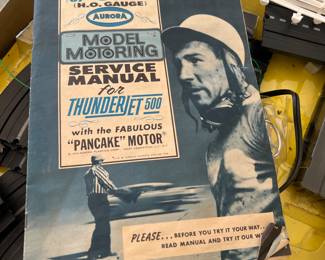 (H.O. GAUGE)
AURORA
MODEL
MOTORING
SERVICE
MANUAL
for
THUNDERJET 500
with the FABULOUS
"PANCAKE" MOTOR
PLEASE... BEFORE YOU TRY IT YOUR WAY...
READ MANUAL AND TRY IT OUR W